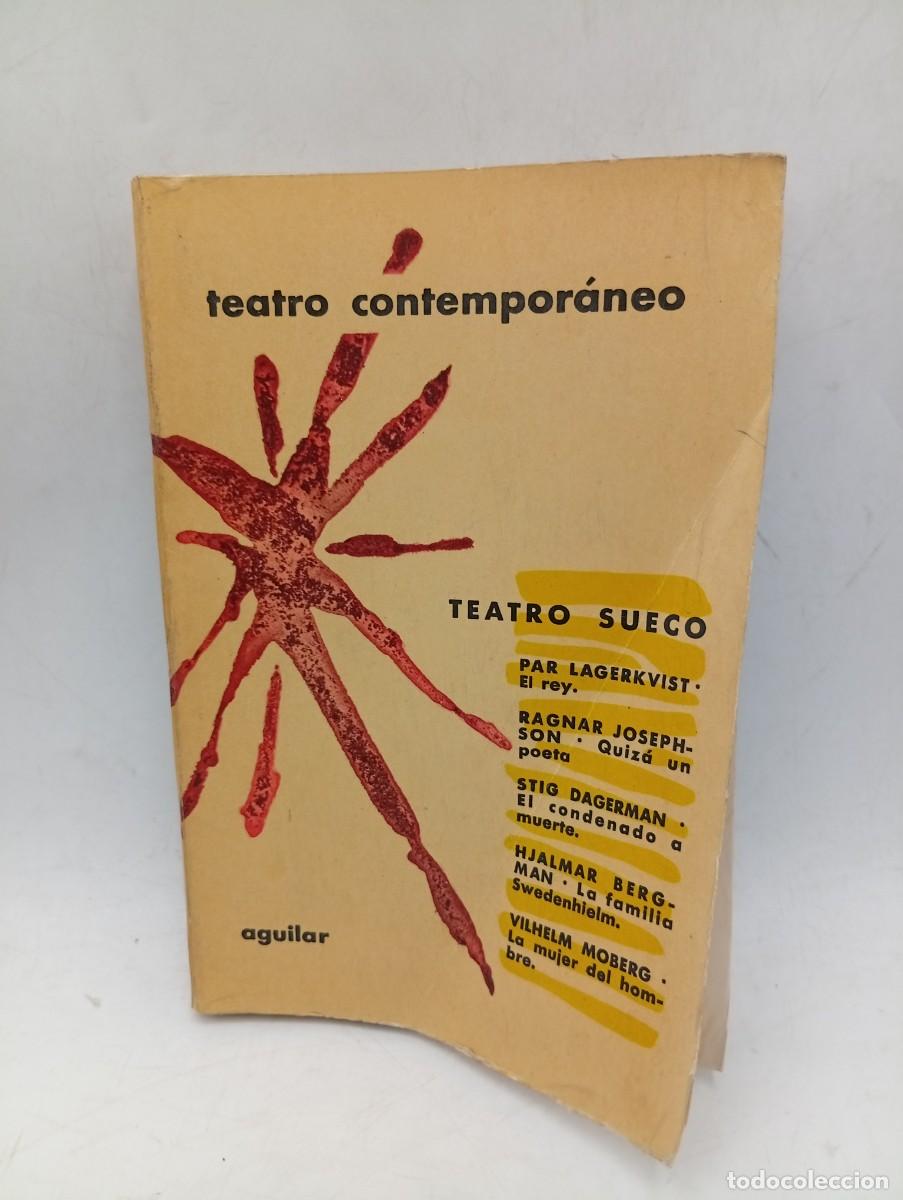 teatro contemporáneo
TEATRO SUECO
PAR LAGERKVIST ·
El rey.
RAGNAR JOSEPH-
SON · Quizá un
poeta
STIG DAGERMAN ·
El condenado a
muerte.
HJALMAR BERG-
MAN · La familia
Swedenhielm.
VILHELM MOBERG ·
La mujer del hom-
bre.
aguilar
todocoleccion